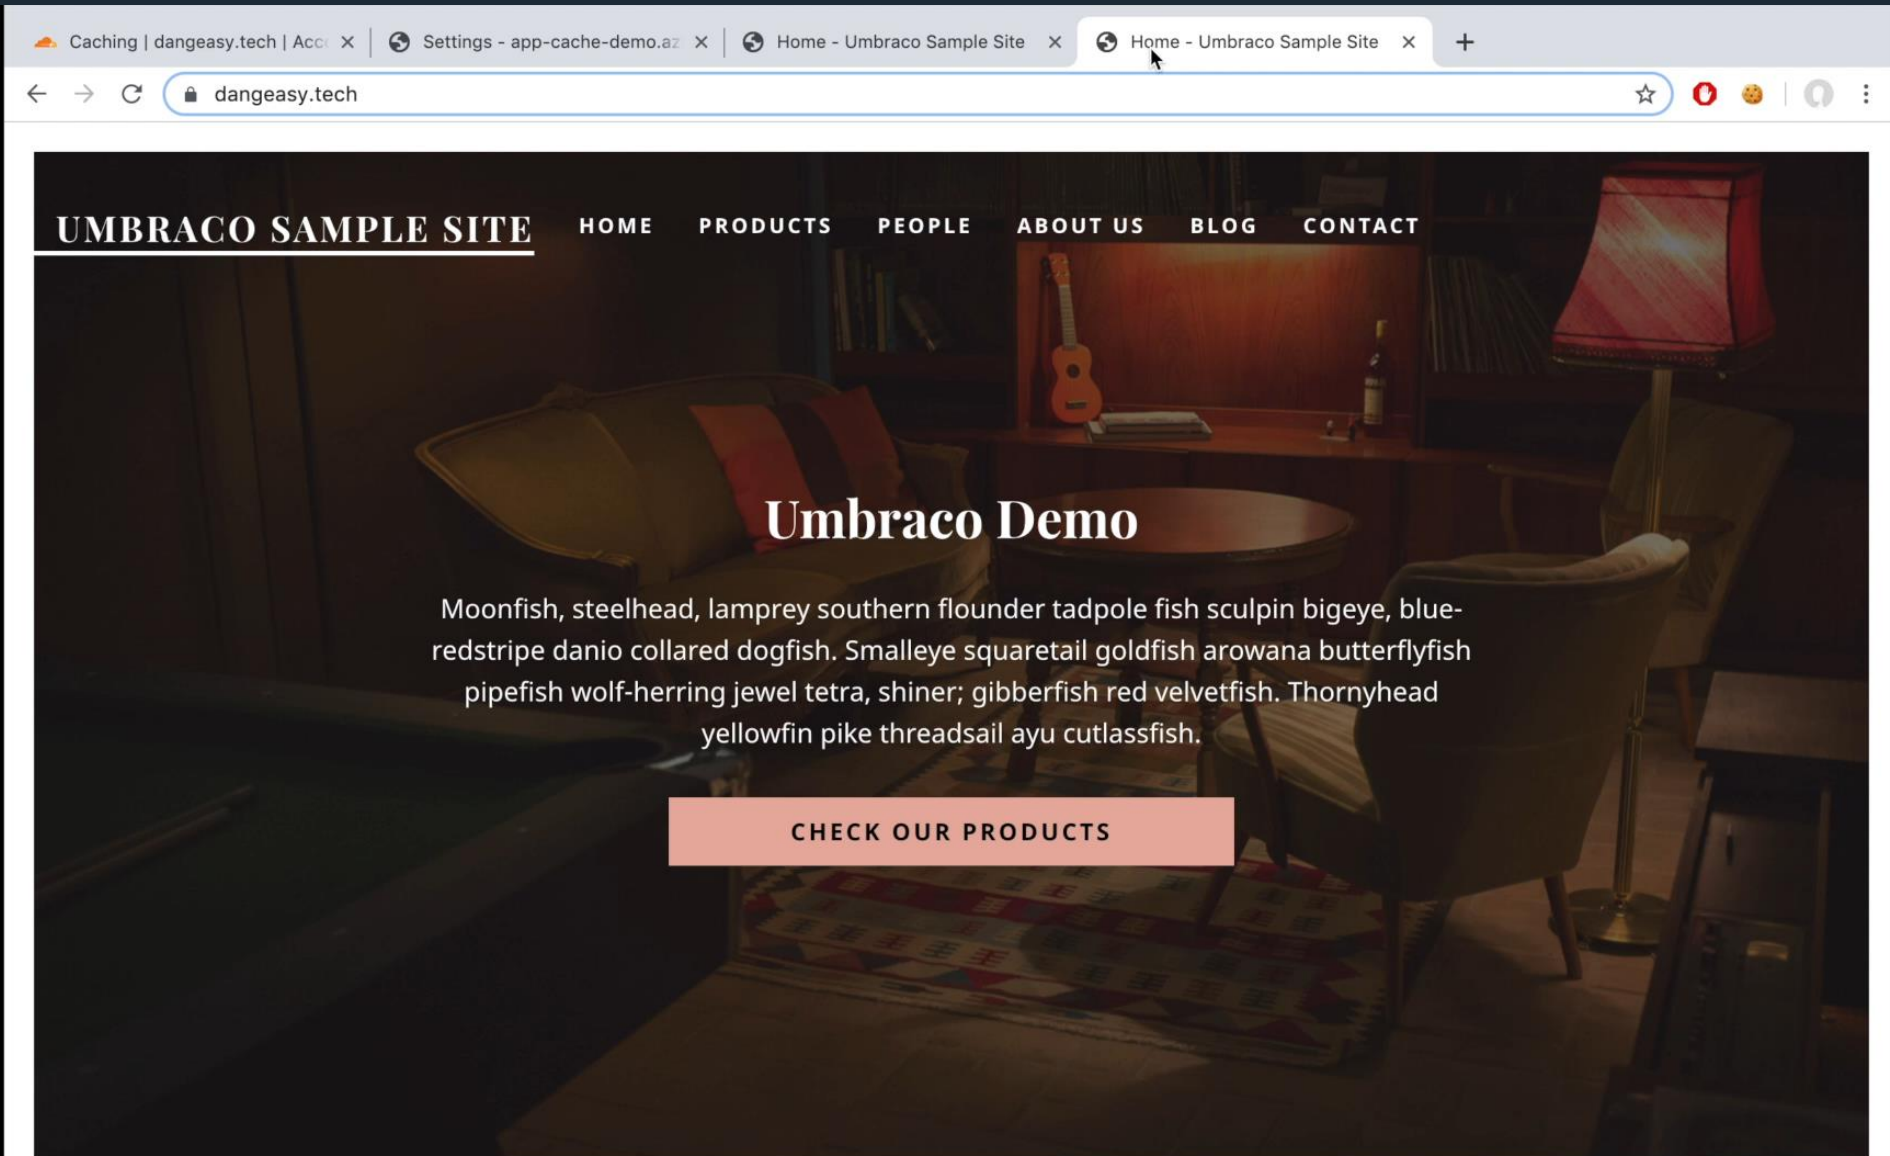 Caching | dangeasy.tech | Acc
Settings - app-cache-demo.az
Home - Umbraco Sample Site
Home - Umbraco Sample Site
dangeasy.tech
UMBRACO SAMPLE SITE
HOME
PRODUCTS
PEOPLE
ABOUT US
BLOG
CONTACT
Umbraco Demo
Moonfish, steelhead, lamprey southern flounder tadpole fish sculpin bigeye, blue-
redstripe danio collared dogfish. Smalleye squaretail goldfish arowana butterflyfish
pipefish wolf-herring jewel tetra, shiner; gibberfish red velvetfish. Thornyhead
yellowfin pike threadsail ayu cutlassfish.
CHECK OUR PRODUCTS